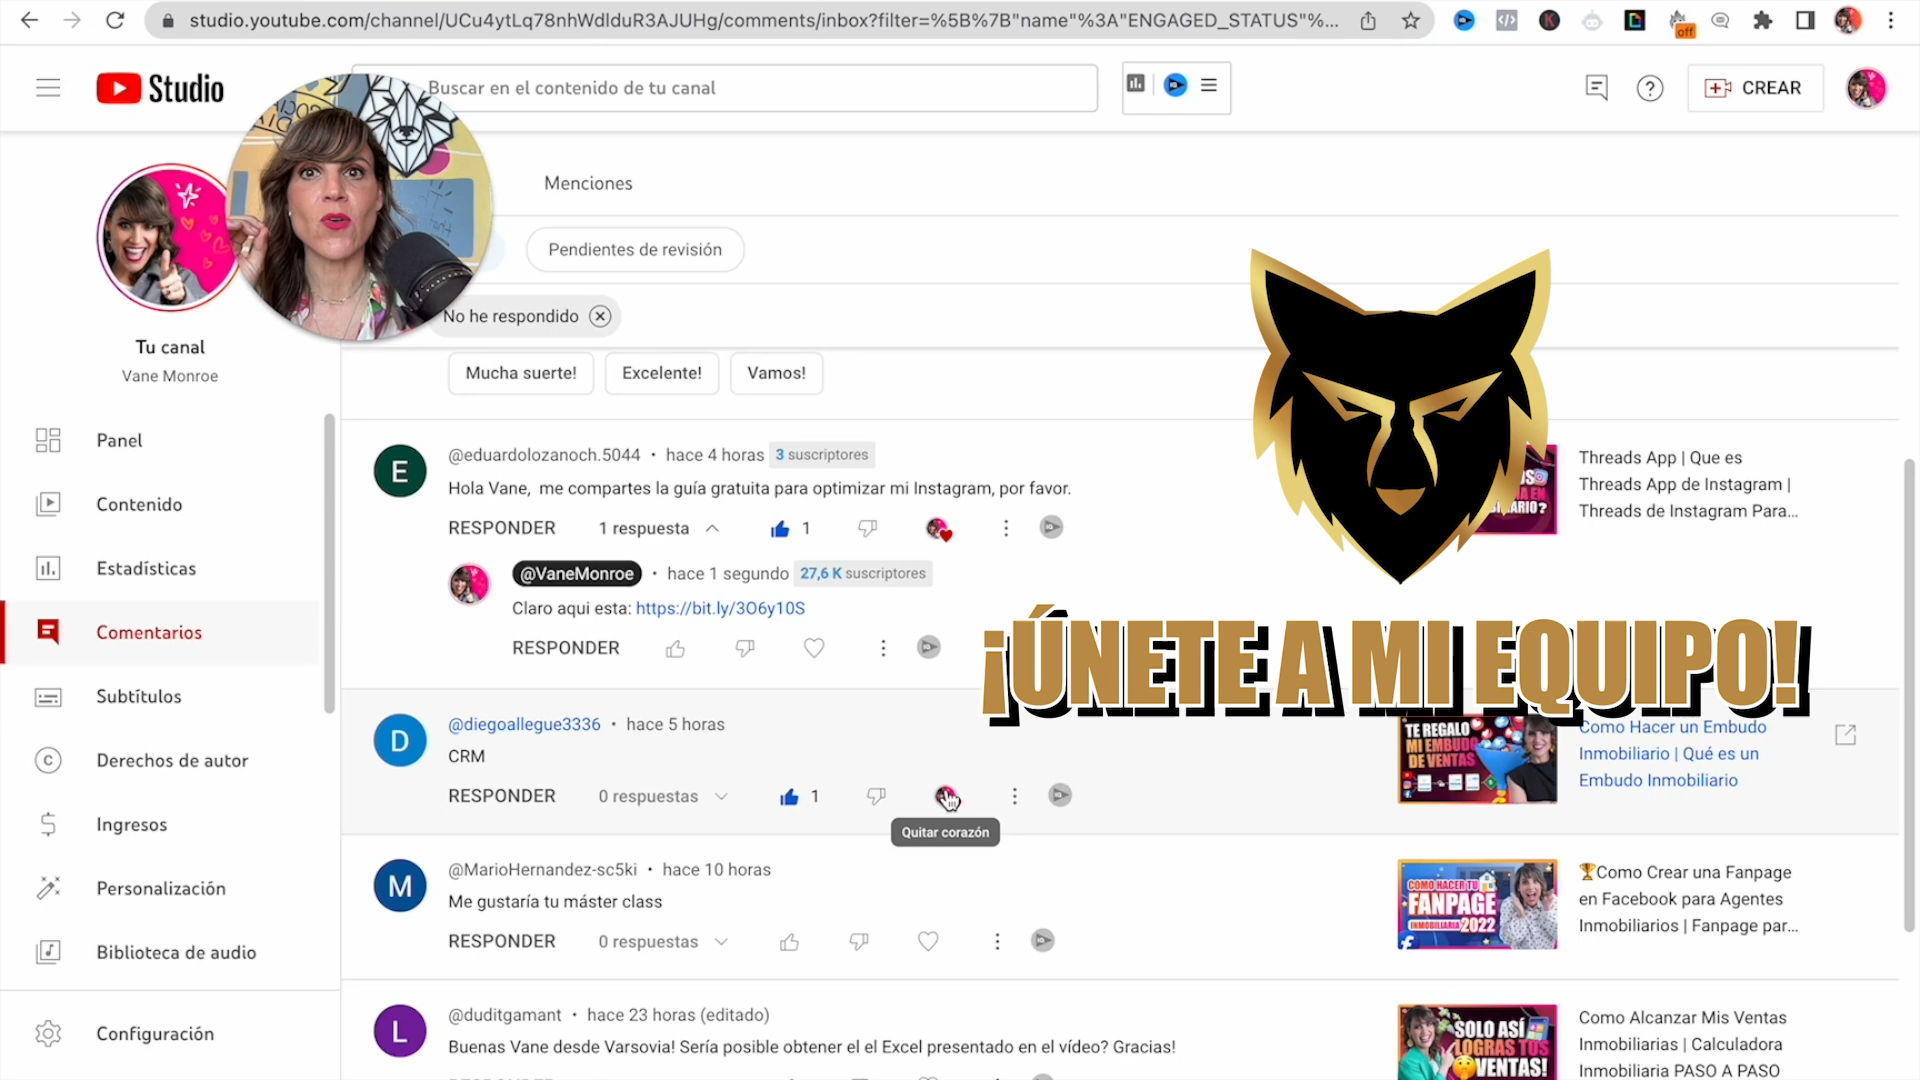 studio.youtube.com/channel/UCu4ytLq78nhWdlduR3AJUHg/comments/inbox?filter=%5B%7B"name"%3A"ENGAGED_STATUS"%...
off
Studio
Buscar en el contenido de tu canal
CREAR
Menciones
Pendientes de revisión
No he respondido
Tu canal
Vane Monroe
Mucha suerte!
Excelente!
Vamos!
Panel
Contenido
Estadísticas
Comentarios
Subtítulos
Derechos de autor
Ingresos
Personalización
Biblioteca de audio
Configuración
E
@eduardolozanoch.5044 • hace 4 horas 3 suscriptores
Hola Vane, me compartes la guía gratuita para optimizar mi Instagram, por favor.
RESPONDER 1 respuesta 1
Threads App | Que es
Threads App de Instagram |
Threads de Instagram Para...
@VaneMonroe • hace 1 segundo 27,6 K suscriptores
Claro aqui esta: https://bit.ly/3O6y10S
RESPONDER
¡ÚNETE A MI EQUIPO!
D
@diegoallegue3336 • hace 5 horas
CRM
RESPONDER 0 respuestas 1
Quitar corazón
TE REGALO
MI EMBUDO
DE VENTAS
Como Hacer un Embudo
Inmobiliario | Qué es un
Embudo Inmobiliario
M
@MarioHernandez-sc5ki • hace 10 horas
Me gustaría tu máster class
RESPONDER 0 respuestas
COMO HACER TU
FANPAGE
INMOBILIARIA 2022
🏆Como Crear una Fanpage
en Facebook para Agentes
Inmobiliarios | Fanpage par...
L
@duditgamant • hace 23 horas (editado)
Buenas Vane desde Varsovia! Sería posible obtener el el Excel presentado en el vídeo? Gracias!
SOLO ASÍ
LOGRAS TUS
VENTAS!
Como Alcanzar Mis Ventas
Inmobiliarias | Calculadora
Inmobiliaria PASO A PASO